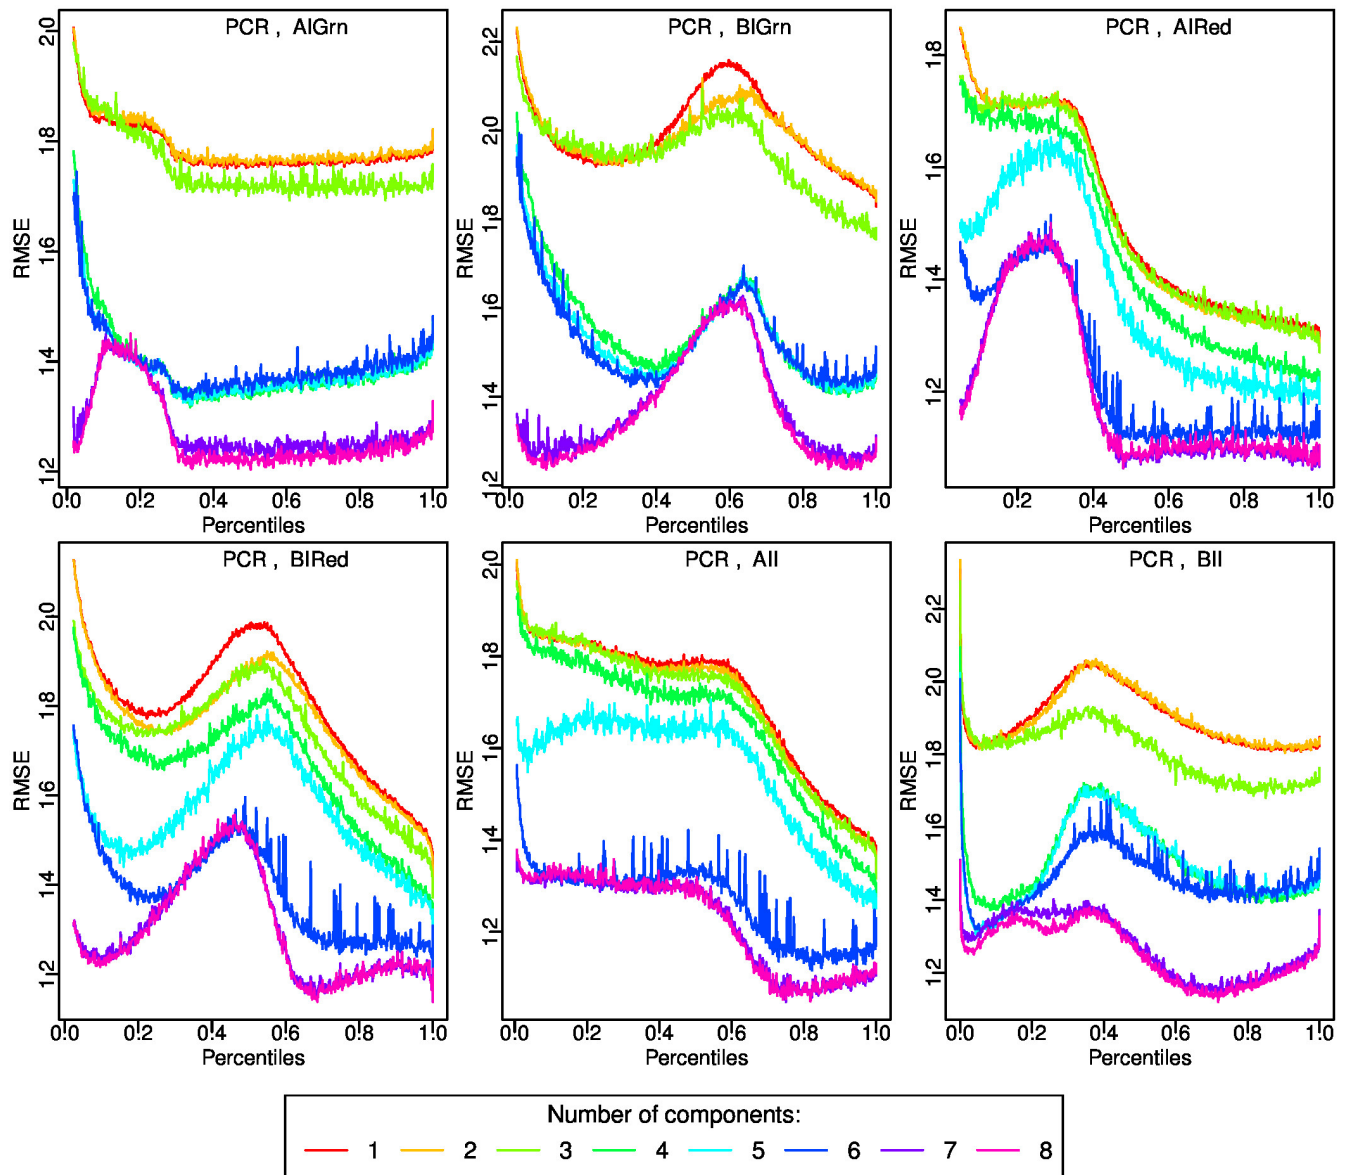 PCR , AIGrn
RMSE
2.0
1.8
1.6
1.4
1.2
0.0 0.2 0.4 0.6 0.8 1.0
Percentiles
PCR , BIGrn
RMSE
2.2
2.0
1.8
1.6
1.4
1.2
0.0 0.2 0.4 0.6 0.8 1.0
Percentiles
PCR , AIRed
RMSE
1.8
1.6
1.4
1.2
0.2 0.4 0.6 0.8 1.0
Percentiles
PCR , BIRed
RMSE
2.0
1.8
1.6
1.4
1.2
0.0 0.2 0.4 0.6 0.8 1.0
Percentiles
PCR , AII
RMSE
2.0
1.8
1.6
1.4
1.2
0.0 0.2 0.4 0.6 0.8 1.0
Percentiles
PCR , BII
RMSE
2.2
2.0
1.8
1.6
1.4
1.2
0.0 0.2 0.4 0.6 0.8 1.0
Percentiles
Number of components:
1 2 3 4 5 6 7 8